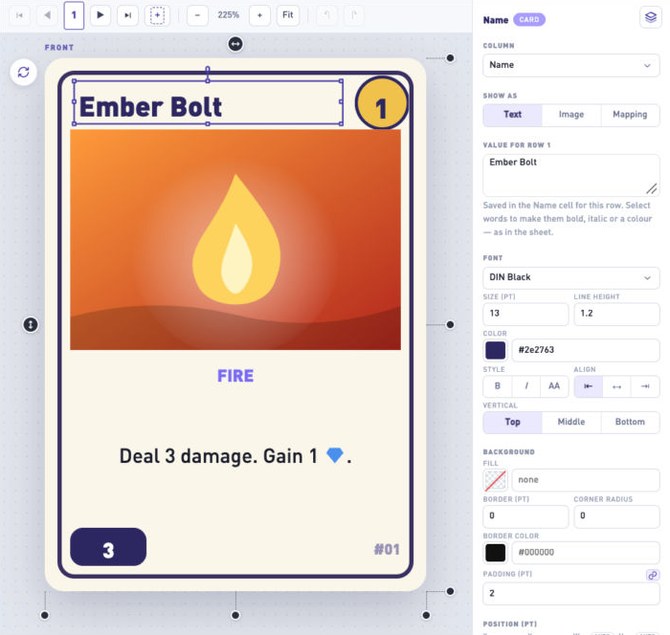 1
225%
Fit
FRONT
Ember Bolt
1
FIRE
Deal 3 damage. Gain 1 .
3
#01
Name CARD
COLUMN
Name
SHOW AS
Text Image Mapping
VALUE FOR ROW 1
Ember Bolt
Saved in the Name cell for this row. Select
words to make them bold, italic or a colour
— as in the sheet.
FONT
DIN Black
SIZE (PT) LINE HEIGHT
13 1.2
COLOR
#2e2763
STYLE ALIGN
B I AA
VERTICAL
Top Middle Bottom
BACKGROUND
FILL
none
BORDER (PT) CORNER RADIUS
0 0
BORDER COLOR
#000000
PADDING (PT)
2
POSITION (PT)